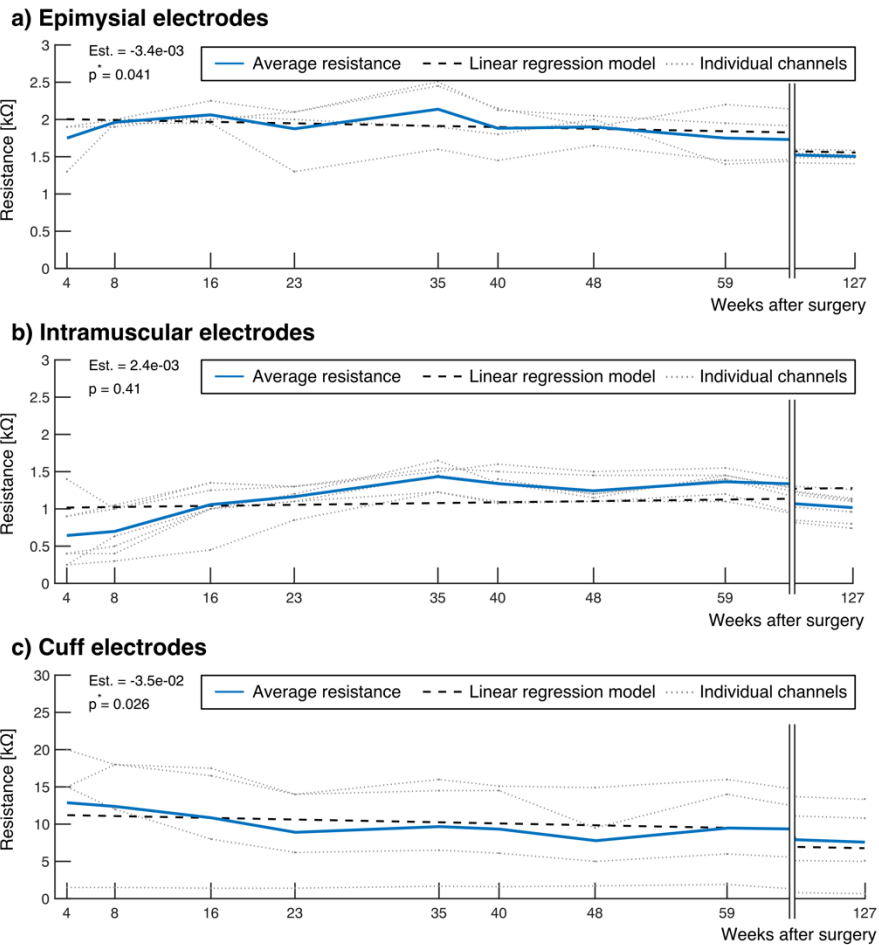 a) Epimysial electrodes
Est. = -3.4e-03
p* = 0.041
Average resistance
Linear regression model
Individual channels
Resistance [kΩ]
3
2.5
2
1.5
1
0.5
0
4 8 16 23 35 40 48 59 127
Weeks after surgery
b) Intramuscular electrodes
Est. = 2.4e-03
p = 0.41
Average resistance
Linear regression model
Individual channels
Resistance [kΩ]
3
2.5
2
1.5
1
0.5
0
4 8 16 23 35 40 48 59 127
Weeks after surgery
c) Cuff electrodes
Est. = -3.5e-02
p* = 0.026
Average resistance
Linear regression model
Individual channels
Resistance [kΩ]
30
25
20
15
10
5
0
4 8 16 23 35 40 48 59 127
Weeks after surgery